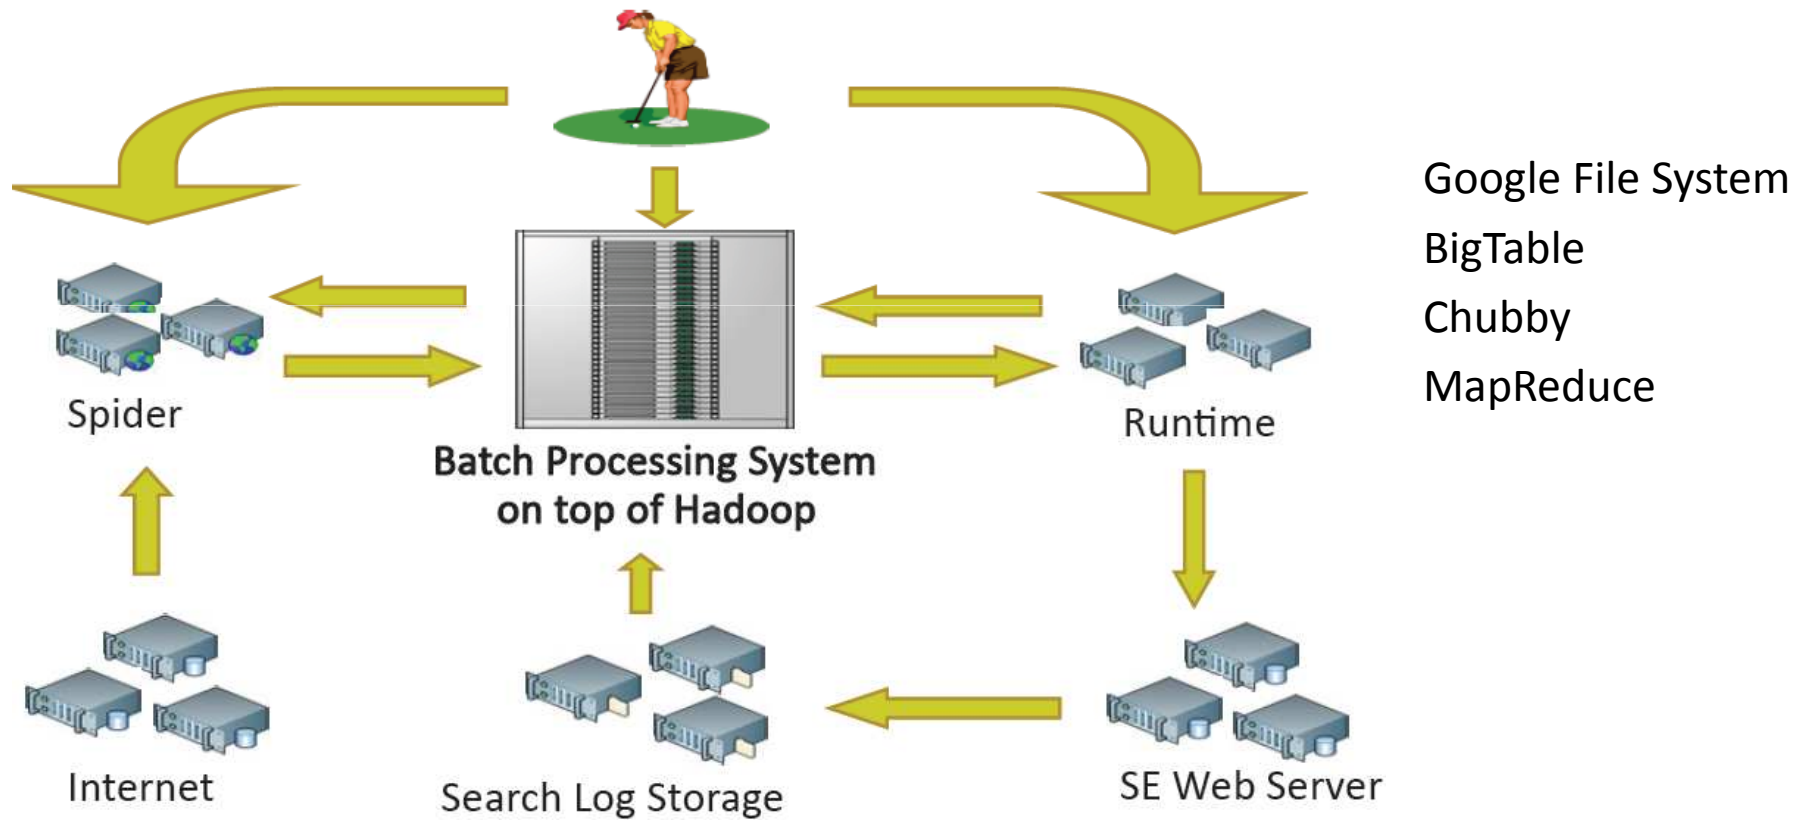 Google File System
BigTable
Chubby
MapReduce
Spider
Batch Processing System
on top of Hadoop
Runtime
Internet
Search Log Storage
SE Web Server